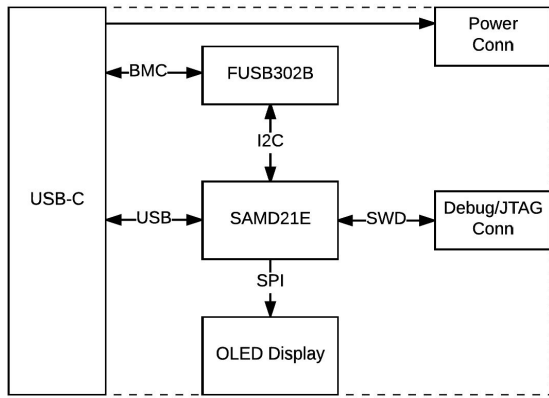 Power
Conn
BMC
FUSB302B
I2C
USB-C
USB
SAMD21E
SWD
Debug/JTAG
Conn
SPI
OLED Display